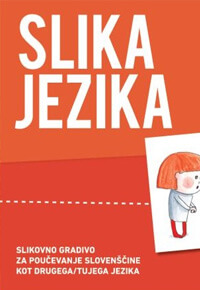 SLIKA
JEZIKA
SLIKOVNO GRADIVO
ZA POUČEVANJE SLOVENŠČINE
KOT DRUGEGA/TUJEGA JEZIKA